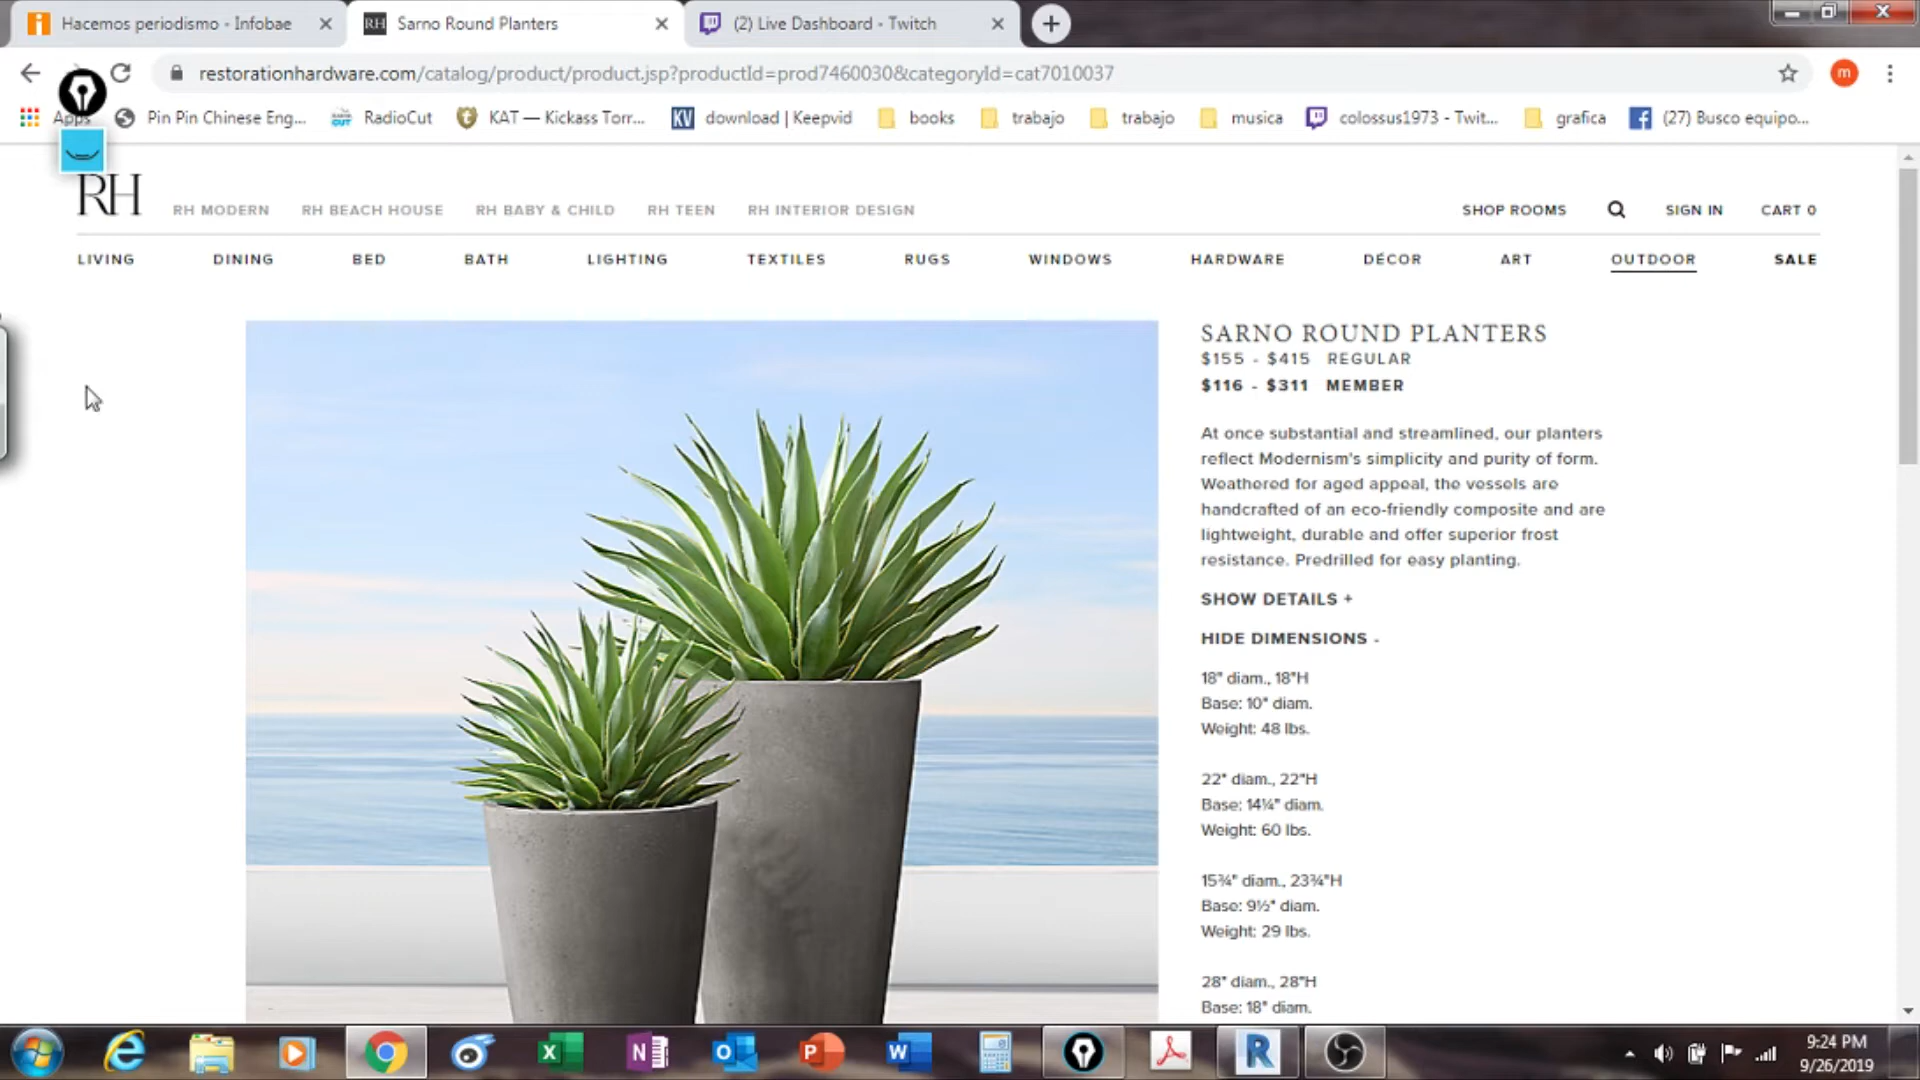 Hacemos periodismo - Infobae
RH Sarno Round Planters
(2) Live Dashboard - Twitch
restorationhardware.com/catalog/product/product.jsp?productId=prod7460030&categoryId=cat7010037
m
Apps
Pin Pin Chinese Eng...
RadioCut
KAT — Kickass Torr...
KV download | Keepvid
books
trabajo
trabajo
musica
colossus1973 - Twit...
grafica
(27) Busco equipo...
RH
RH MODERN
RH BEACH HOUSE
RH BABY & CHILD
RH TEEN
RH INTERIOR DESIGN
SHOP ROOMS
SIGN IN
CART 0
LIVING
DINING
BED
BATH
LIGHTING
TEXTILES
RUGS
WINDOWS
HARDWARE
DÉCOR
ART
OUTDOOR
SALE
SARNO ROUND PLANTERS
$155 - $415 REGULAR
$116 - $311 MEMBER
At once substantial and streamlined, our planters
reflect Modernism's simplicity and purity of form.
Weathered for aged appeal, the vessels are
handcrafted of an eco-friendly composite and are
lightweight, durable and offer superior frost
resistance. Predrilled for easy planting.
SHOW DETAILS +
HIDE DIMENSIONS -
18" diam., 18"H
Base: 10" diam.
Weight: 48 lbs.
22" diam., 22"H
Base: 14¼" diam.
Weight: 60 lbs.
15¾" diam., 23¾"H
Base: 9½" diam.
Weight: 29 lbs.
28" diam., 28"H
Base: 18" diam.
9:24 PM
9/26/2019